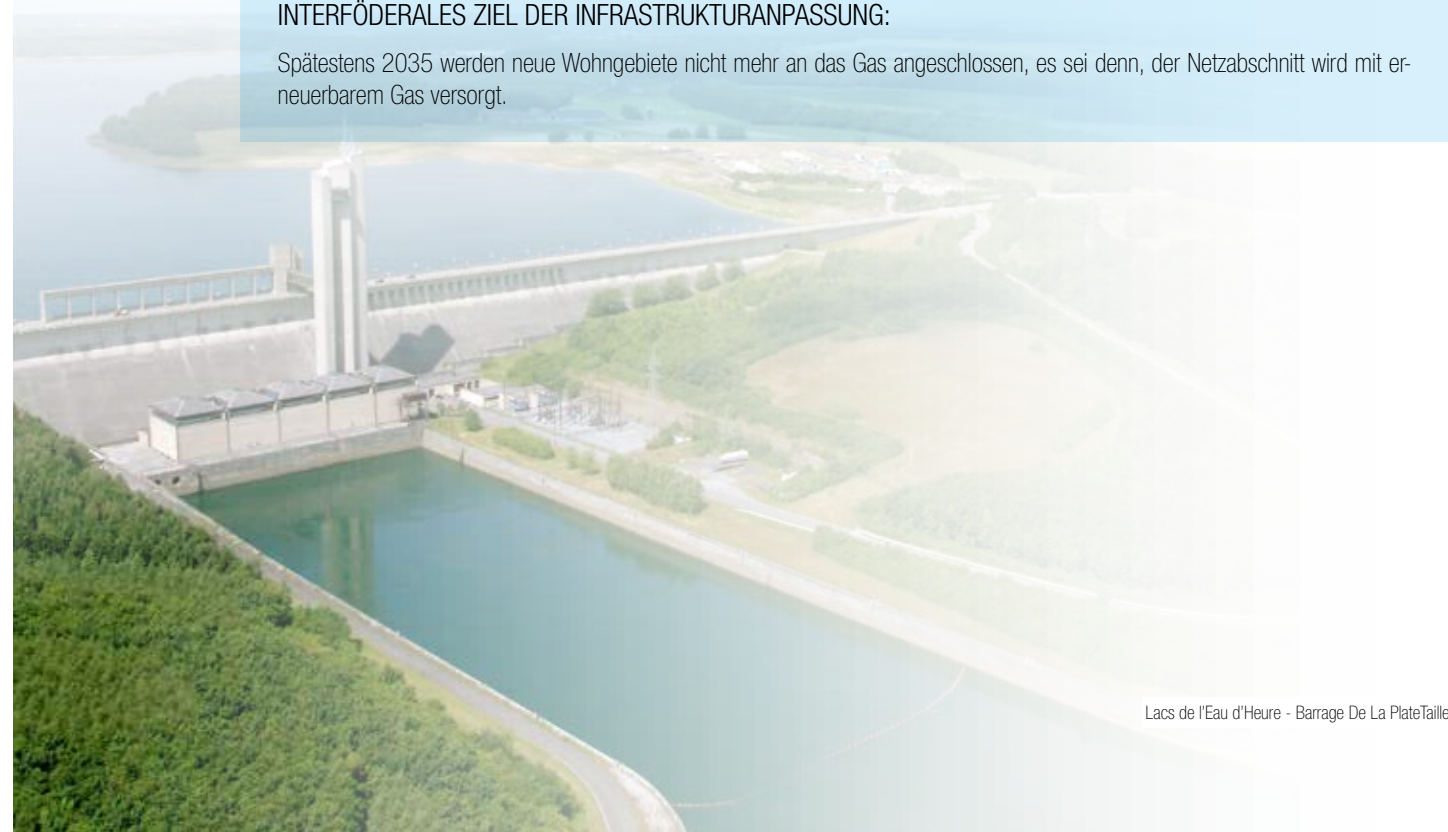 INTERFÖDERALES ZIEL DER INFRASTRUKTURANPASSUNG:
Spätestens 2035 werden neue Wohngebiete nicht mehr an das Gas angeschlossen, es sei denn, der Netzabschnitt wird mit er-
neuerbarem Gas versorgt.
Lacs de l'Eau d'Heure - Barrage De La PlateTaille